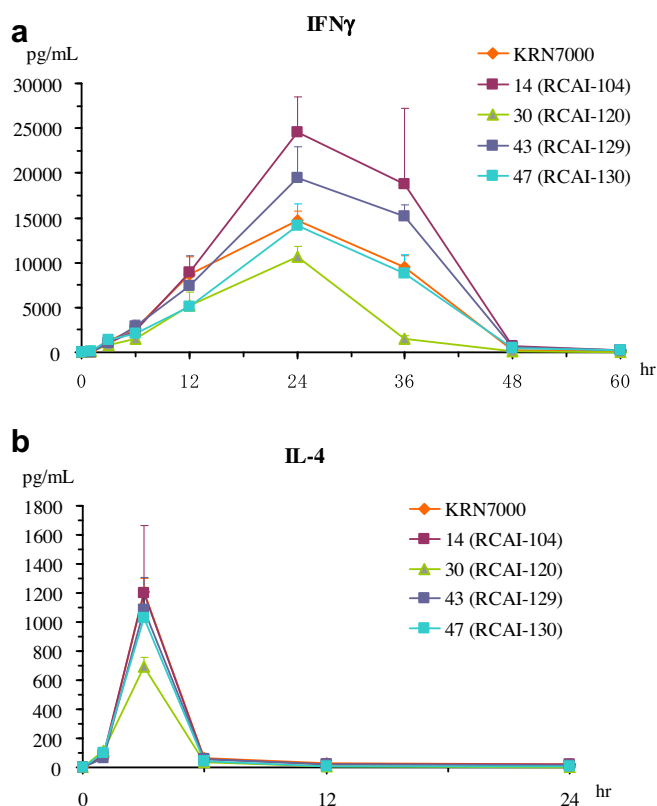 a
IFNγ
pg/mL
KRN7000
14 (RCAI-104)
30 (RCAI-120)
43 (RCAI-129)
47 (RCAI-130)
30000
25000
20000
15000
10000
5000
0
0 12 24 36 48 60
hr
b
IL-4
pg/mL
KRN7000
14 (RCAI-104)
30 (RCAI-120)
43 (RCAI-129)
47 (RCAI-130)
1800
1600
1400
1200
1000
800
600
400
200
0
0 12 24
hr